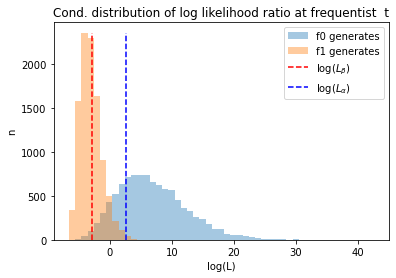 Cond. distribution of log likelihood ratio at frequentist  t
f0 generates
f1 generates
log(L_β)
log(L_α)
2000
1500
1000
500
0
n
0 10 20 30 40
log(L)